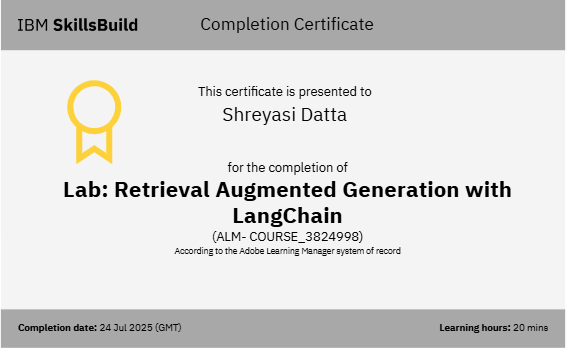 IBM SkillsBuild
Completion Certificate
This certificate is presented to
Shreyasi Datta
for the completion of
Lab: Retrieval Augmented Generation with
LangChain
(ALM- COURSE_3824998)
According to the Adobe Learning Manager system of record
Completion date: 24 Jul 2025 (GMT)
Learning hours: 20 mins